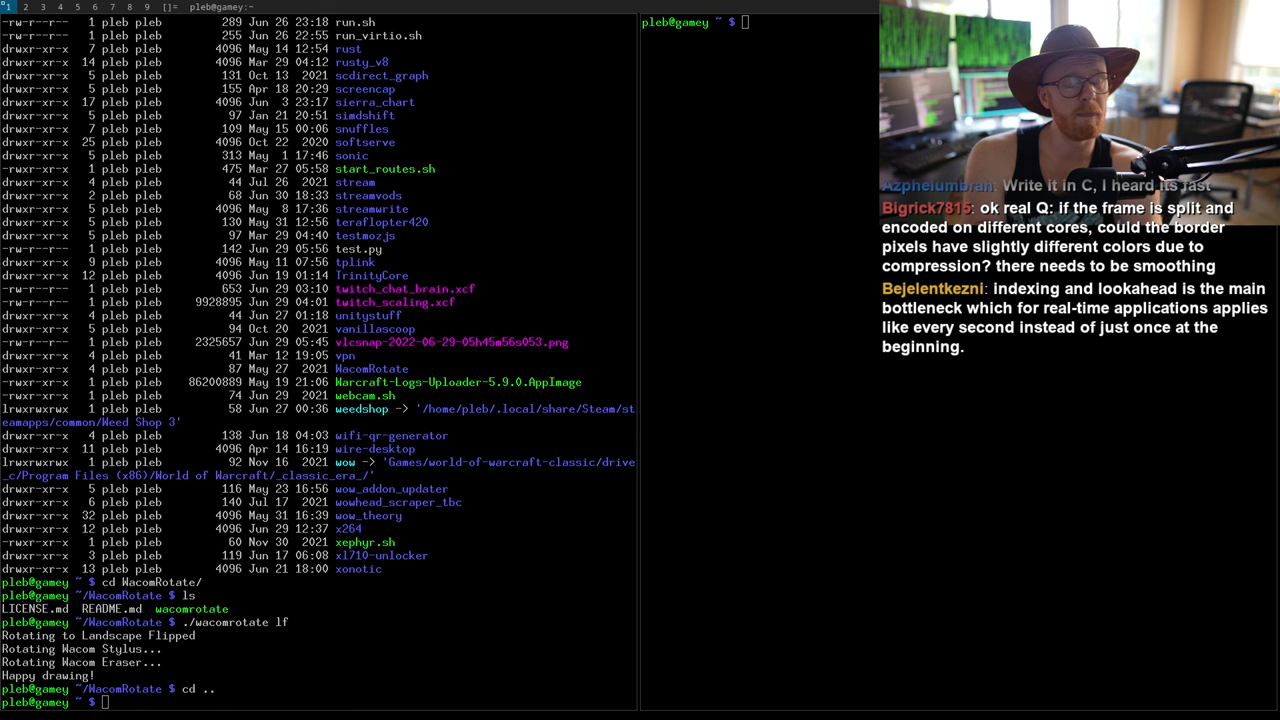 1 2 3 4 5 6 7 8 9 []= pleb@gamey:~
-rw-r--r-- 1 pleb pleb 289 Jun 26 23:18 run.sh
-rw-r--r-- 1 pleb pleb 255 Jun 26 22:55 run_virtio.sh
drwxr-xr-x 7 pleb pleb 4096 May 14 12:54 rust
drwxr-xr-x 14 pleb pleb 4096 Mar 29 04:12 rusty_v8
drwxr-xr-x 5 pleb pleb 131 Oct 13 2021 scdirect_graph
drwxr-xr-x 5 pleb pleb 155 Apr 18 20:29 screencap
drwxr-xr-x 17 pleb pleb 4096 Jun 3 23:17 sierra_chart
drwxr-xr-x 5 pleb pleb 97 Jan 21 20:51 simdshift
drwxr-xr-x 7 pleb pleb 109 May 15 00:06 snuffles
drwxr-xr-x 25 pleb pleb 4096 Oct 22 2020 softserve
drwxr-xr-x 5 pleb pleb 313 May 1 17:46 sonic
-rwxr-xr-x 1 pleb pleb 475 Mar 27 05:58 start_routes.sh
drwxr-xr-x 4 pleb pleb 44 Jul 26 2021 stream
drwxr-xr-x 2 pleb pleb 68 Jun 30 18:33 streamvods
drwxr-xr-x 5 pleb pleb 4096 May 8 17:36 streamwrite
drwxr-xr-x 5 pleb pleb 130 May 31 12:56 teraflopter420
drwxr-xr-x 5 pleb pleb 97 Mar 29 04:40 testmozjs
-rw-r--r-- 1 pleb pleb 142 Jun 29 05:56 test.py
drwxr-xr-x 9 pleb pleb 4096 May 11 07:56 tplink
drwxr-xr-x 12 pleb pleb 4096 Jun 19 01:14 TrinityCore
-rw-r--r-- 1 pleb pleb 653 Jun 29 03:10 twitch_chat_brain.xcf
-rw-r--r-- 1 pleb pleb 9928895 Jun 29 04:01 twitch_scaling.xcf
drwxr-xr-x 4 pleb pleb 44 Jun 27 01:18 unitystuff
drwxr-xr-x 5 pleb pleb 94 Oct 20 2021 vanillascoop
-rw-r--r-- 1 pleb pleb 2325657 Jun 29 05:45 vlcsnap-2022-06-29-05h45m56s053.png
drwxr-xr-x 4 pleb pleb 41 Mar 12 19:05 vpn
drwxr-xr-x 4 pleb pleb 87 May 27 2021 WacomRotate
-rwxr-xr-x 1 pleb pleb 86200889 May 19 21:06 Warcraft-Logs-Uploader-5.9.0.AppImage
-rwxr-xr-x 1 pleb pleb 74 Jun 29 2021 webcam.sh
lrwxrwxrwx 1 pleb pleb 58 Jun 27 00:36 weedshop -> '/home/pleb/.local/share/Steam/st
eamapps/common/Weed Shop 3'
drwxr-xr-x 4 pleb pleb 138 Jun 18 04:03 wifi-qr-generator
drwxr-xr-x 11 pleb pleb 4096 Apr 14 16:19 wire-desktop
lrwxrwxrwx 1 pleb pleb 92 Nov 16 2021 wow -> 'Games/world-of-warcraft-classic/drive
_c/Program Files (x86)/World of Warcraft/_classic_era_/'
drwxr-xr-x 5 pleb pleb 116 May 23 16:56 wow_addon_updater
drwxr-xr-x 6 pleb pleb 140 Jul 17 2021 wowhead_scraper_tbc
drwxr-xr-x 32 pleb pleb 4096 May 31 16:39 wow_theory
drwxr-xr-x 12 pleb pleb 4096 Jun 29 12:37 x264
-rwxr-xr-x 1 pleb pleb 60 Nov 30 2021 xephyr.sh
drwxr-xr-x 3 pleb pleb 119 Jun 17 06:08 xl710-unlocker
drwxr-xr-x 13 pleb pleb 4096 Jun 21 18:00 xonotic
pleb@gamey ~ $ cd WacomRotate/
pleb@gamey ~/WacomRotate $ ls
LICENSE.md README.md wacomrotate
pleb@gamey ~/WacomRotate $ ./wacomrotate lf
Rotating to Landscape Flipped
Rotating Wacom Stylus...
Rotating Wacom Eraser...
Happy drawing!
pleb@gamey ~/WacomRotate $ cd ..
pleb@gamey ~ $
pleb@gamey ~ $
Azphelumbran: Write it in C, I heard its fast
Bigrick7815: ok real Q: if the frame is split and
encoded on different cores, could the border
pixels have slightly different colors due to
compression? there needs to be smoothing
Bejelentkezni: indexing and lookahead is the main
bottleneck which for real-time applications applies
like every second instead of just once at the
beginning.